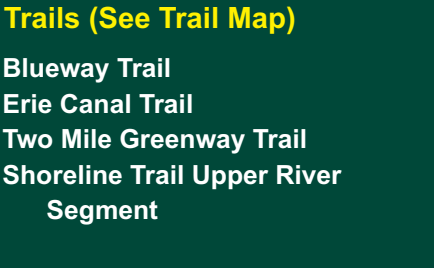 Trails (See Trail Map)
Blueway Trail
Erie Canal Trail
Two Mile Greenway Trail
Shoreline Trail Upper River
Segment